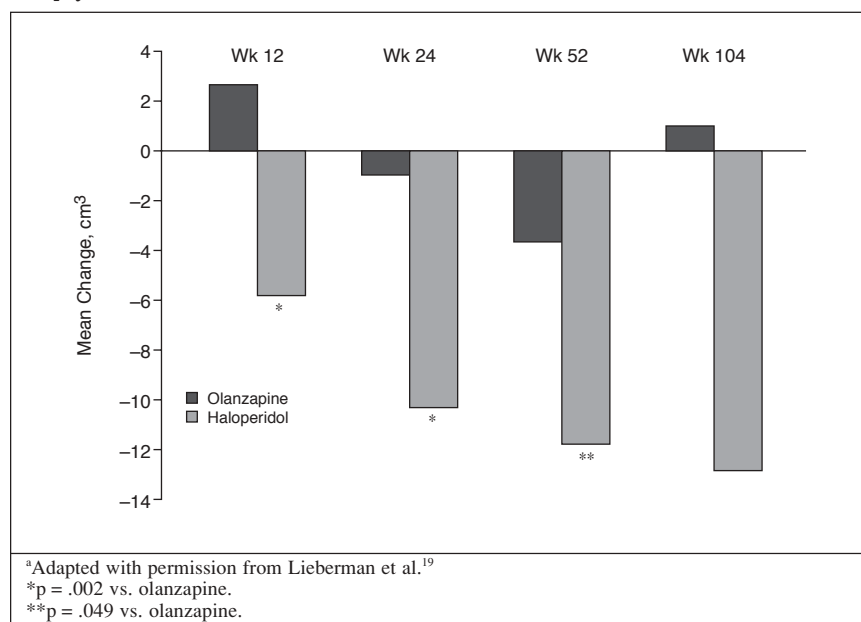 4
Wk 12 Wk 24 Wk 52 Wk 104
2
0
–2
–4
–6
–8
–10
–12
–14
Mean Change, cm³
*
*
**
Olanzapine
Haloperidol
ᵃAdapted with permission from Lieberman et al.¹⁹
*p = .002 vs. olanzapine.
**p = .049 vs. olanzapine.